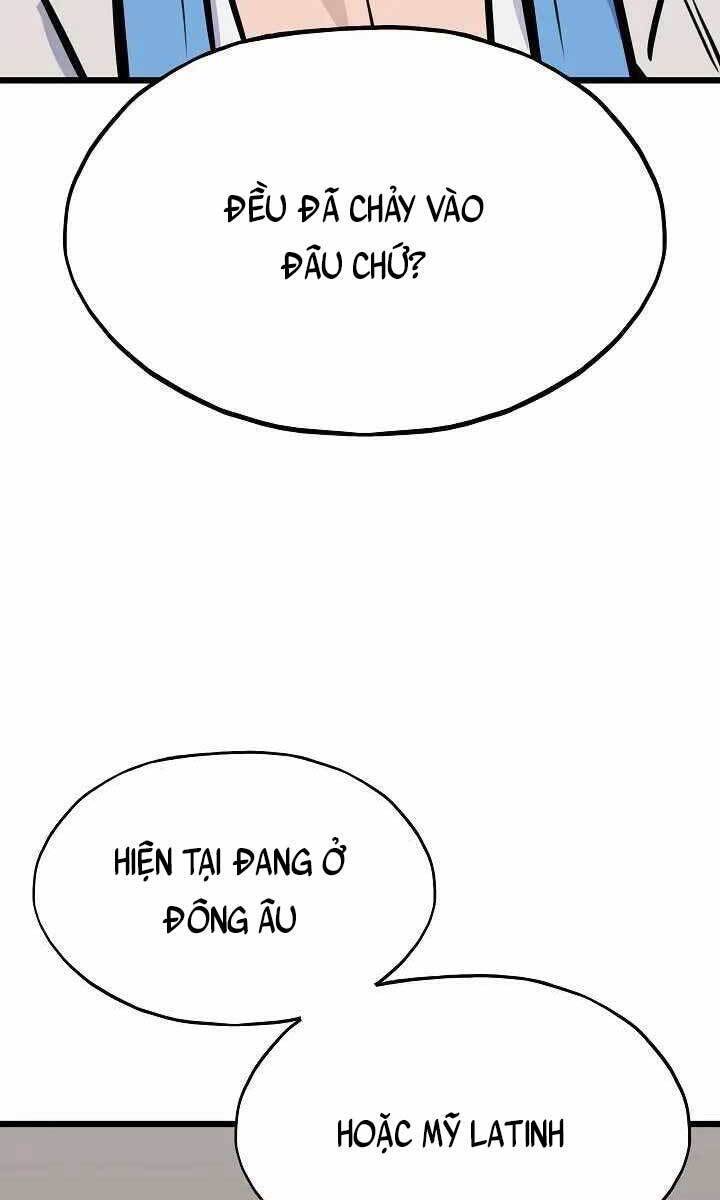 ĐỀU ĐÃ CHẢY VÀO
ĐÂU CHỨ?
HIỆN TẠI ĐANG Ở
ĐÔNG ÂU
HOẶC MỸ LATINH